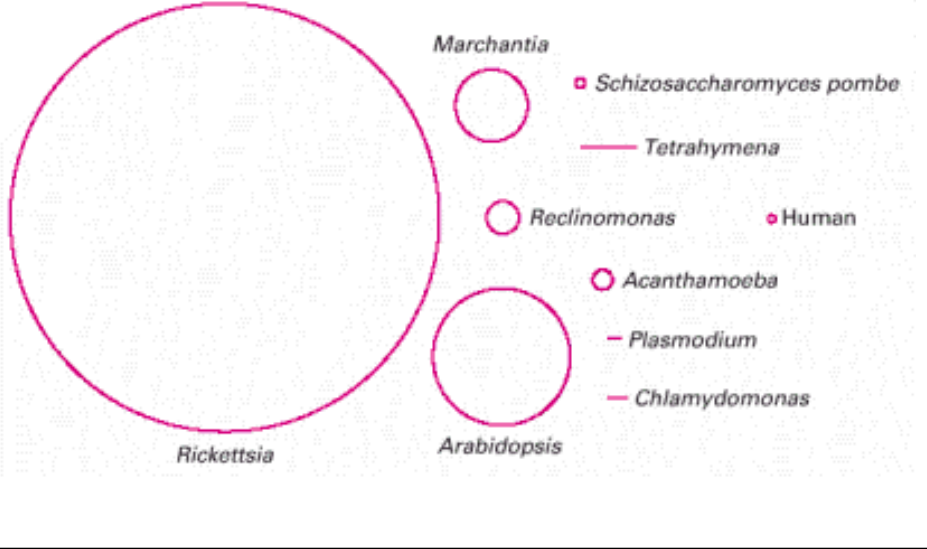 Marchantia
Schizosaccharomyces pombe
Tetrahymena
Reclinomonas
Human
Acanthamoeba
Plasmodium
Chlamydomonas
Arabidopsis
Rickettsia